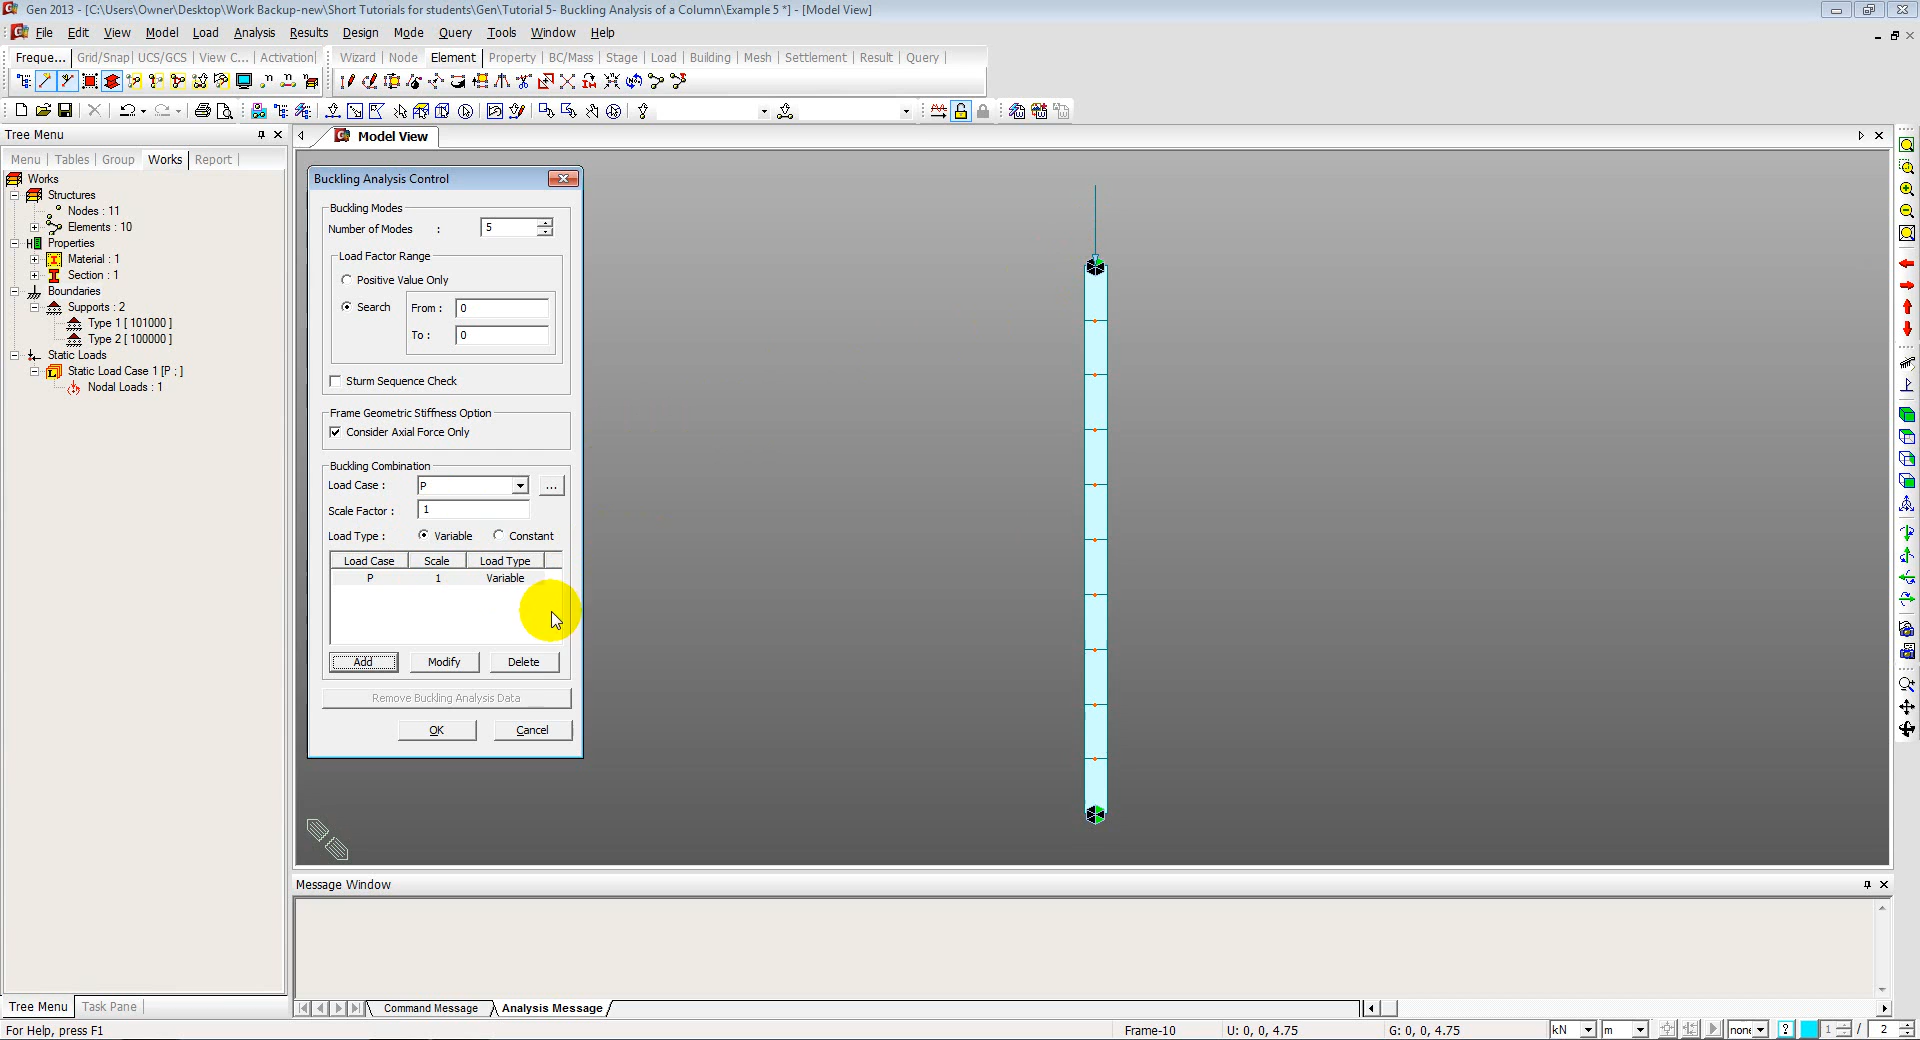 Gen 2013 - [C:\Users\Owner\Desktop\Work Backup-new\Short Tutorials for students\Gen\Tutorial 5- Buckling Analysis of a Column\Example 5 *] - [Model View]
File Edit View Model Load Analysis Results Design Mode Query Tools Window Help
Freque... Grid/Snap UCS/GCS View C... Activation Wizard Node Element Property BC/Mass Stage Load Building Mesh Settlement Result Query
Tree Menu
Model View
Menu Tables Group Works Report
Works
Structures
Nodes : 11
Elements : 10
Properties
Material : 1
Section : 1
Boundaries
Supports : 2
Type 1 [ 101000 ]
Type 2 [ 100000 ]
Static Loads
Static Load Case 1 [P ; ]
Nodal Loads : 1
Buckling Analysis Control
Buckling Modes
Number of Modes : 5
Load Factor Range
Positive Value Only
Search From : 0
To : 0
Sturm Sequence Check
Frame Geometric Stiffness Option
Consider Axial Force Only
Buckling Combination
Load Case : P ...
Scale Factor : 1
Load Type : Variable Constant
Load Case Scale Load Type
P 1 Variable
Add Modify Delete
Remove Buckling Analysis Data
OK Cancel
Message Window
Tree Menu Task Pane
Command Message Analysis Message
For Help, press F1
Frame-10 U: 0, 0, 4.75 G: 0, 0, 4.75 kN m none ? 1 / 2